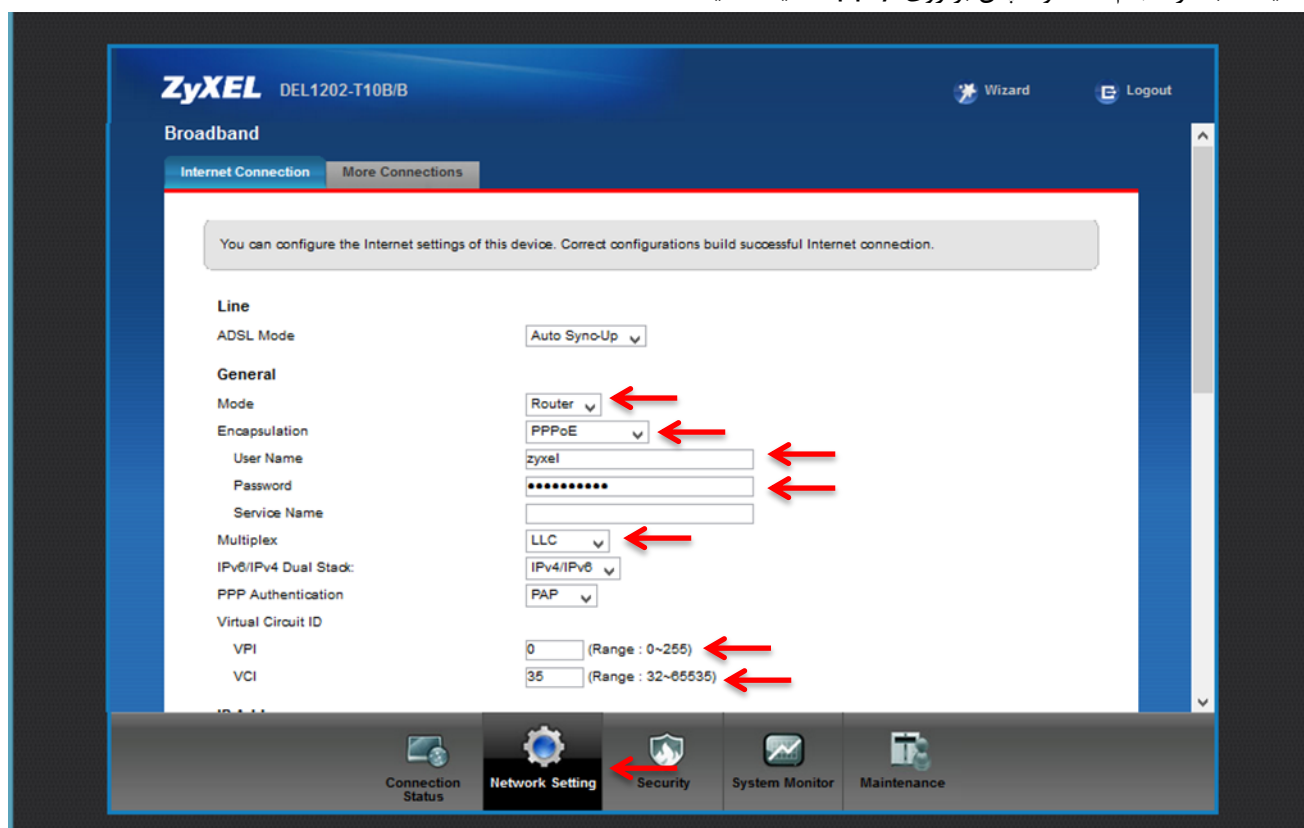 ZyXEL DEL1202-T10B/B
Wizard
Logout
Broadband
Internet Connection
More Connections
You can configure the Internet settings of this device. Correct configurations build successful Internet connection.
Line
ADSL Mode Auto Sync-Up
General
Mode Router
Encapsulation PPPoE
User Name zyxel
Password ••••••••••
Service Name
Multiplex LLC
IPv6/IPv4 Dual Stack: IPv4/IPv6
PPP Authentication PAP
Virtual Circuit ID
VPI 0 (Range : 0~255)
VCI 35 (Range : 32~65535)
Connection Status
Network Setting
Security
System Monitor
Maintenance